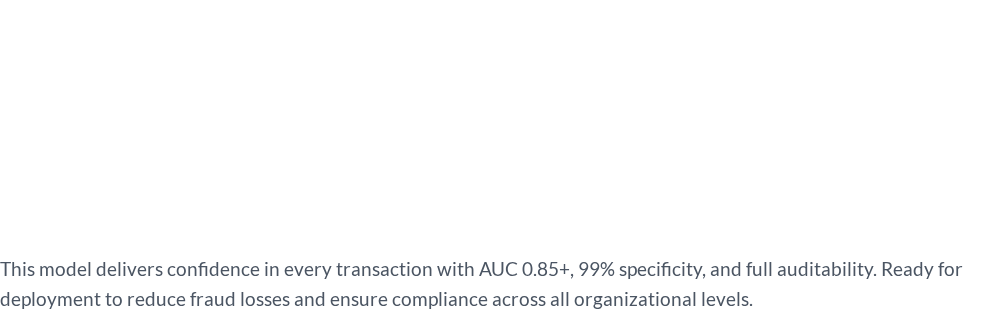 This model delivers confidence in every transaction with AUC 0.85+, 99% specificity, and full auditability. Ready for
deployment to reduce fraud losses and ensure compliance across all organizational levels.